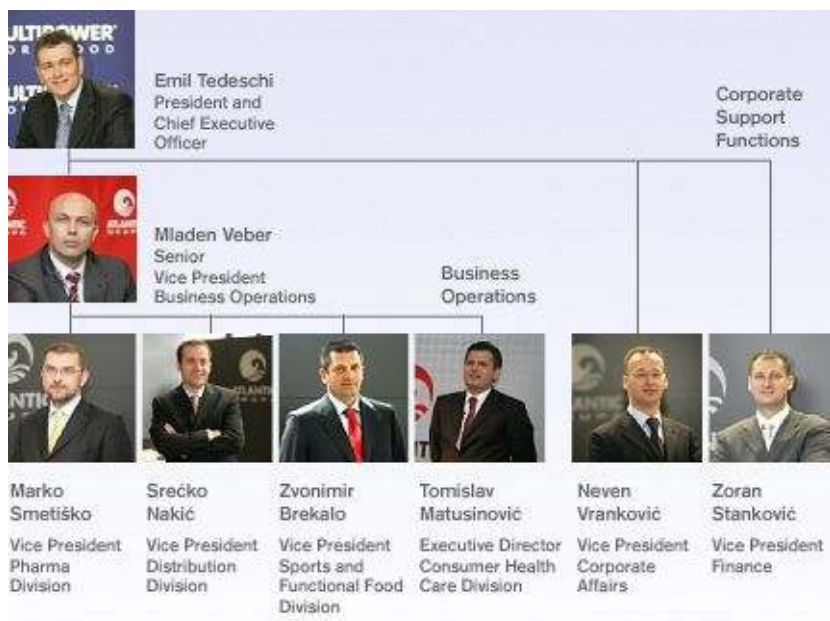 ULTIPOWER
Emil Tedeschi
President and
Chief Executive
Officer
Corporate
Support
Functions
Mladen Veber
Senior
Vice President
Business Operations
Business
Operations
Marko
Smetiško
Vice President
Pharma
Division
Srećko
Nakić
Vice President
Distribution
Division
Zvonimir
Brekalo
Vice President
Sports and
Functional Food
Division
Tomislav
Matusinović
Executive Director
Consumer Health
Care Division
Neven
Vranković
Vice President
Corporate
Affairs
Zoran
Stanković
Vice President
Finance